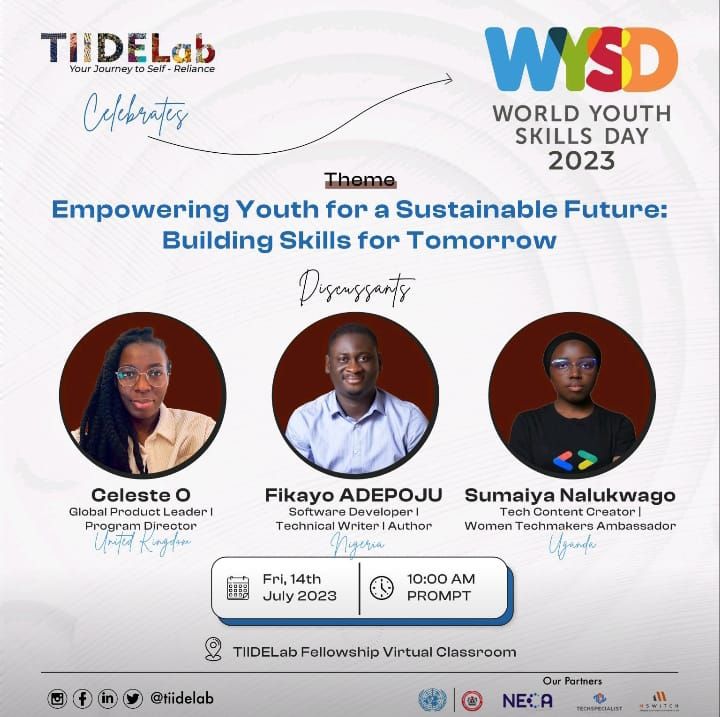 TIIDELab
Your Journey to Self - Reliance
Celebrates
WYSD
WORLD YOUTH
SKILLS DAY
2023
Theme
Empowering Youth for a Sustainable Future:
Building Skills for Tomorrow
Discussants
Celeste O
Global Product Leader I
Program Director
United Kingdom
Fikayo ADEPOJU
Software Developer I
Technical Writer I Author
Nigeria
Sumaiya Nalukwago
Tech Content Creator |
Women Techmakers Ambassador
Uganda
Fri, 14th
July 2023
10:00 AM
PROMPT
TIIDELab Fellowship Virtual Classroom
@tiidelab
Our Partners
NECA
TECHSPECIALIST
HSWITCH